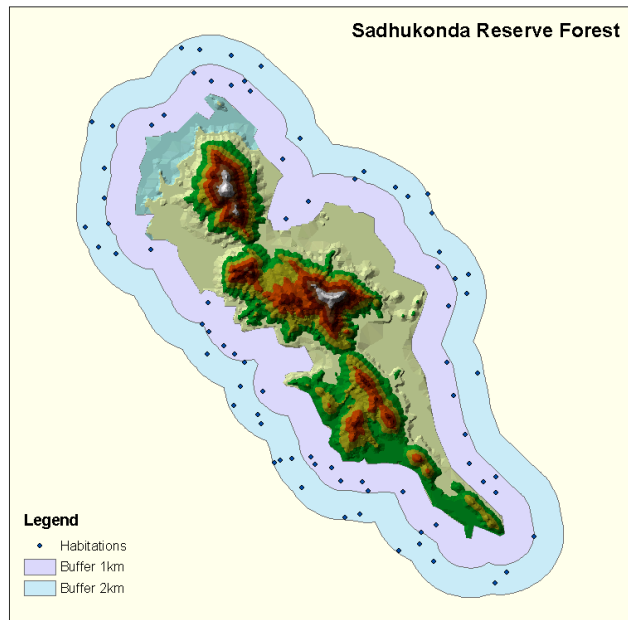 Sadhukonda Reserve Forest
Legend
Habitations
Buffer 1km
Buffer 2km